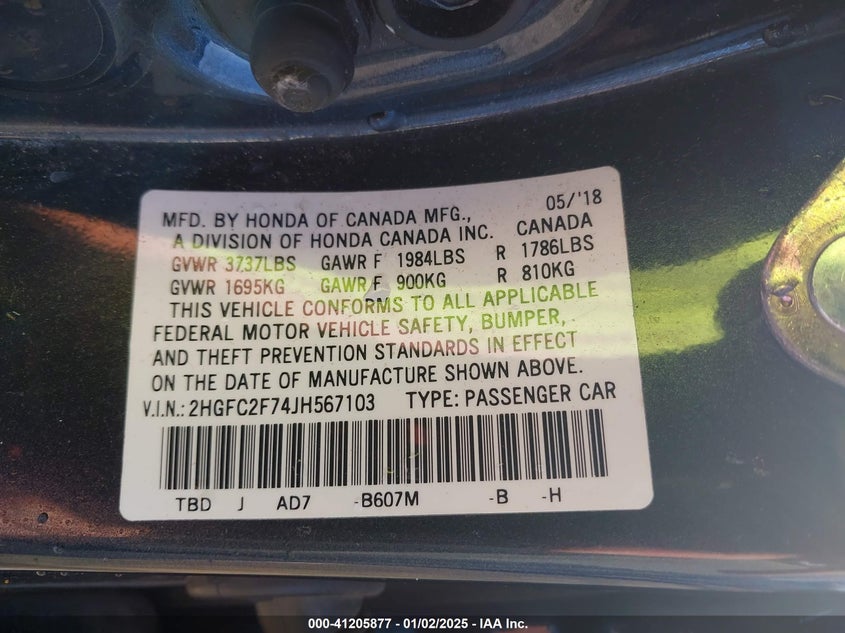 05/'18
MFD. BY HONDA OF CANADA MFG.,
A DIVISION OF HONDA CANADA INC. CANADA
GVWR 3737LBS GAWR F 1984LBS R 1786LBS
GVWR 1695KG GAWR F 900KG R 810KG
THIS VEHICLE CONFORMS TO ALL APPLICABLE
FEDERAL MOTOR VEHICLE SAFETY, BUMPER,
AND THEFT PREVENTION STANDARDS IN EFFECT
ON THE DATE OF MANUFACTURE SHOWN ABOVE.
V.I.N.: 2HGFC2F74JH567103 TYPE: PASSENGER CAR
TBD J AD7 -B607M -B -H
000-41205877 - 01/02/2025 - IAA Inc.